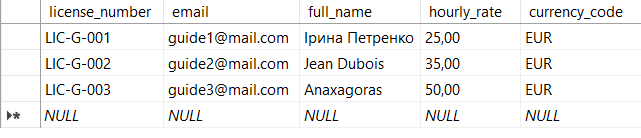 license_number email full_name hourly_rate currency_code
LIC-G-001 guide1@mail.com Ірина Петренко 25,00 EUR
LIC-G-002 guide2@mail.com Jean Dubois 35,00 EUR
LIC-G-003 guide3@mail.com Anaxagoras 50,00 EUR
NULL NULL NULL NULL NULL